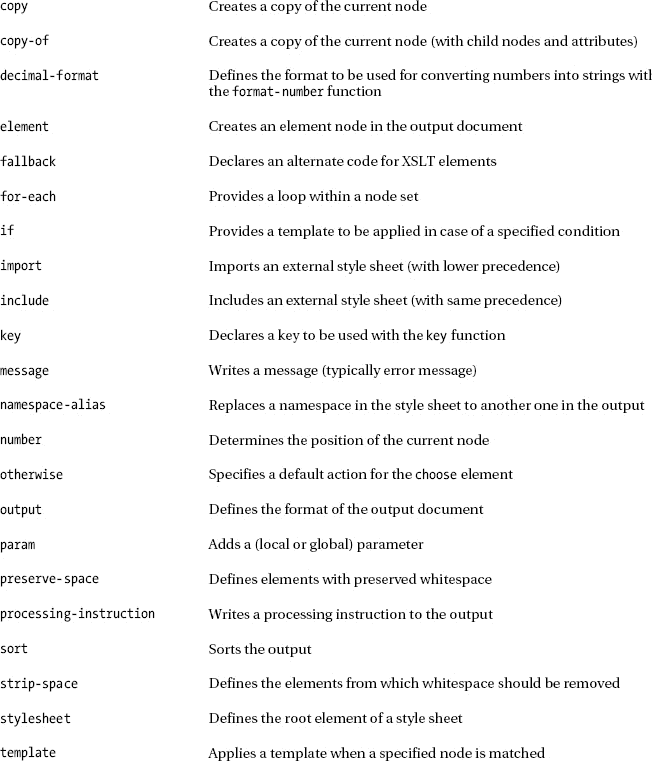 copy Creates a copy of the current node
copy-of Creates a copy of the current node (with child nodes and attributes)
decimal-format Defines the format to be used for converting numbers into strings with
the format-number function
element Creates an element node in the output document
fallback Declares an alternate code for XSLT elements
for-each Provides a loop within a node set
if Provides a template to be applied in case of a specified condition
import Imports an external style sheet (with lower precedence)
include Includes an external style sheet (with same precedence)
key Declares a key to be used with the key function
message Writes a message (typically error message)
namespace-alias Replaces a namespace in the style sheet to another one in the output
number Determines the position of the current node
otherwise Specifies a default action for the choose element
output Defines the format of the output document
param Adds a (local or global) parameter
preserve-space Defines elements with preserved whitespace
processing-instruction Writes a processing instruction to the output
sort Sorts the output
strip-space Defines the elements from which whitespace should be removed
stylesheet Defines the root element of a style sheet
template Applies a template when a specified node is matched